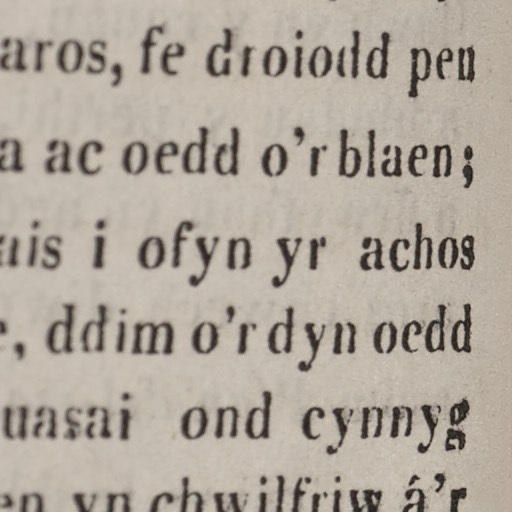 aros, fe droiodd pen
a ac oedd o'r blaen;
ais i ofyn yr achos
, ddim o'r dyn oedd
uasai ond cynnyg
en yn chwilfriw á'r